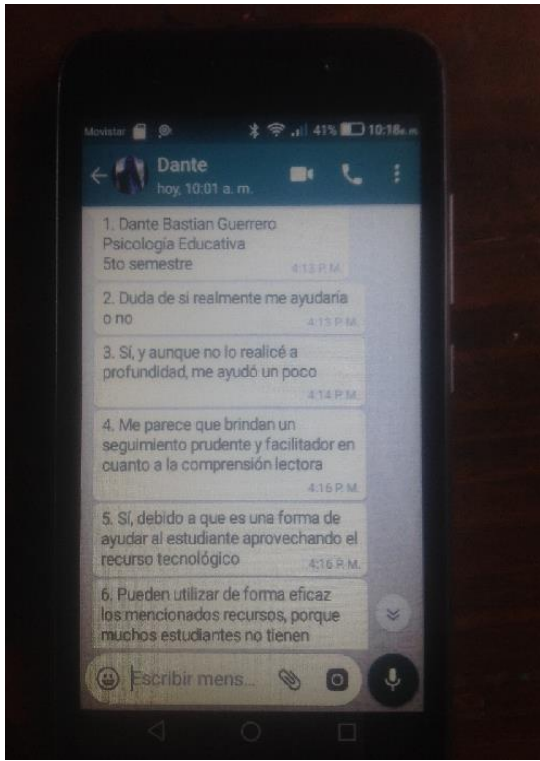 Movistar 41% 10:18a.m
Dante
hoy, 10:01 a. m.
1. Dante Bastian Guerrero
Psicología Educativa
5to semestre
4:13 P.M.
2. Duda de si realmente me ayudaría
o no
4:13 P.M.
3. Sí, y aunque no lo realicé a
profundidad, me ayudó un poco
4:14 P.M.
4. Me parece que brindan un
seguimiento prudente y facilitador en
cuanto a la comprensión lectora
4:16 P.M.
5. Sí, debido a que es una forma de
ayudar al estudiante aprovechando el
recurso tecnológico
4:16 P.M.
6. Pueden utilizar de forma eficaz
los mencionados recursos, porque
muchos estudiantes no tienen
Escribir mens...